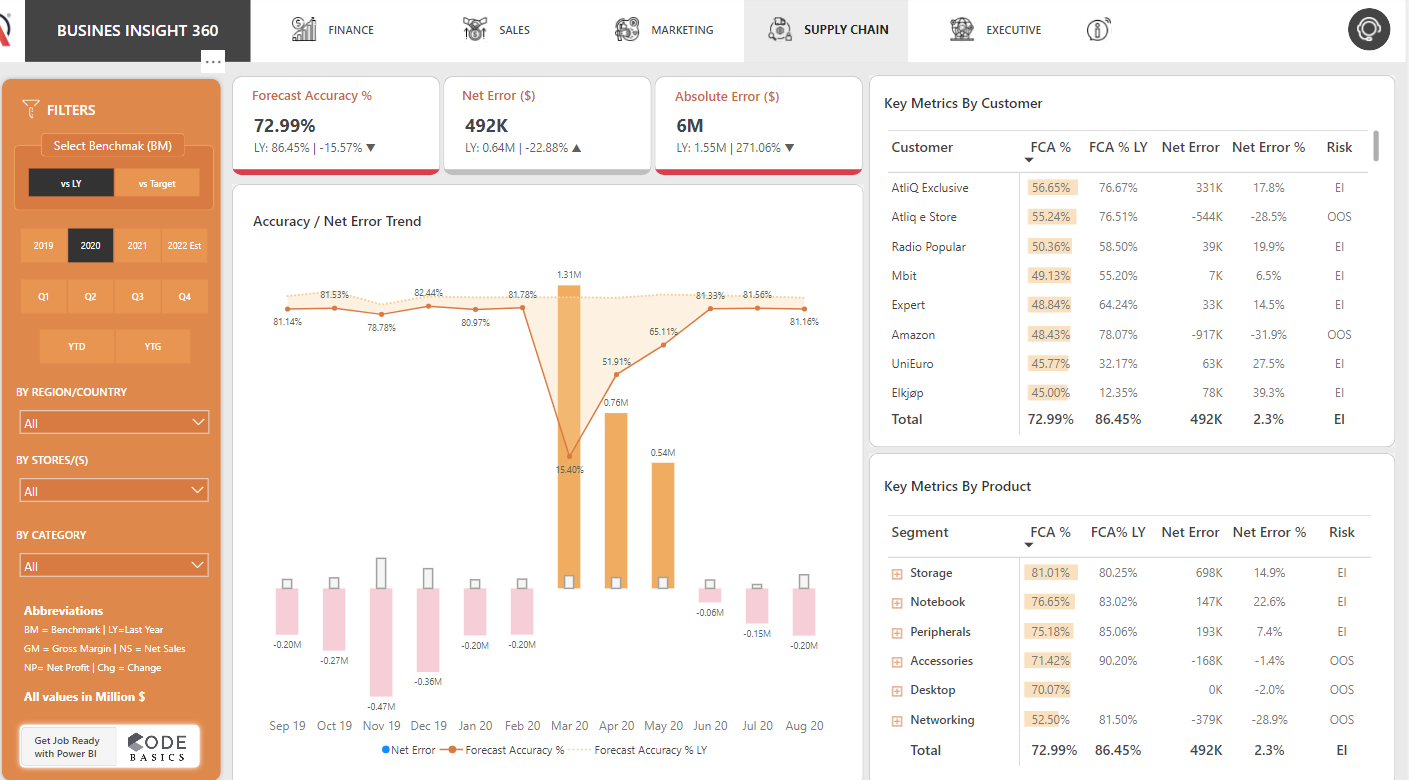 BUSINES INSIGHT 360
FINANCE
SALES
MARKETING
SUPPLY CHAIN
EXECUTIVE
...
FILTERS
Select Benchmak (BM)
vs LY
vs Target
2019
2020
2021
2022 Est
Q1
Q2
Q3
Q4
YTD
YTG
BY REGION/COUNTRY
All
BY STORES/(S)
All
BY CATEGORY
All
Abbreviations
BM = Benchmark | LY=Last Year
GM = Gross Margin | NS = Net Sales
NP= Net Profit | Chg = Change
All values in Million $
Get Job Ready
with Power BI
CODE
BASICS
Forecast Accuracy %
72.99%
LY: 86.45% | -15.57% ▼
Net Error ($)
492K
LY: 0.64M | -22.88% ▲
Absolute Error ($)
6M
LY: 1.55M | 271.06% ▼
Accuracy / Net Error Trend
1.31M
81.53%
82.44%
81.78%
81.33%
81.56%
81.14%
78.78%
80.97%
81.16%
65.11%
51.91%
0.76M
0.54M
15.40%
-0.06M
-0.15M
-0.20M
-0.27M
-0.47M
-0.36M
-0.20M
-0.20M
-0.20M
Sep 19 Oct 19 Nov 19 Dec 19 Jan 20 Feb 20 Mar 20 Apr 20 May 20 Jun 20 Jul 20 Aug 20
Net Error Forecast Accuracy % Forecast Accuracy % LY
Key Metrics By Customer
Customer FCA % FCA % LY Net Error Net Error % Risk
AtliQ Exclusive 56.65% 76.67% 331K 17.8% EI
Atliq e Store 55.24% 76.51% -544K -28.5% OOS
Radio Popular 50.36% 58.50% 39K 19.9% EI
Mbit 49.13% 55.20% 7K 6.5% EI
Expert 48.84% 64.24% 33K 14.5% EI
Amazon 48.43% 78.07% -917K -31.9% OOS
UniEuro 45.77% 32.17% 63K 27.5% EI
Elkjøp 45.00% 12.35% 78K 39.3% EI
Total 72.99% 86.45% 492K 2.3% EI
Key Metrics By Product
Segment FCA % FCA% LY Net Error Net Error % Risk
Storage 81.01% 80.25% 698K 14.9% EI
Notebook 76.65% 83.02% 147K 22.6% EI
Peripherals 75.18% 85.06% 193K 7.4% EI
Accessories 71.42% 90.20% -168K -1.4% OOS
Desktop 70.07% 0K -2.0% OOS
Networking 52.50% 81.50% -379K -28.9% OOS
Total 72.99% 86.45% 492K 2.3% EI